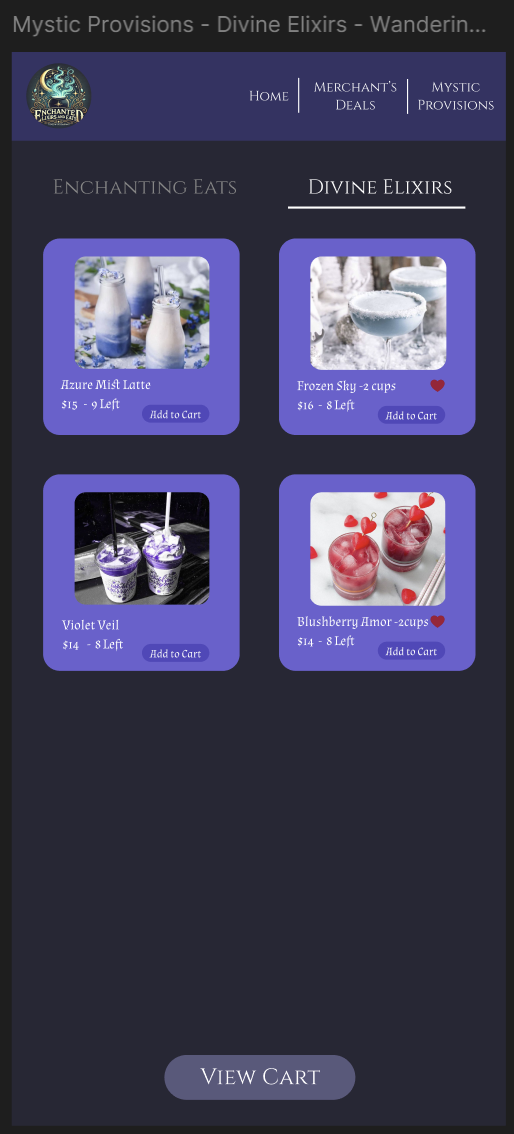 Mystic Provisions - Divine Elixirs - Wanderin...
ENCHANTED
ELIXIRS AND EATS
Home
Merchant's
Deals
Mystic
Provisions
Enchanting Eats
Divine Elixirs
Azure Mist Latte
$15 - 9 Left
Add to Cart
Frozen Sky -2 cups
$16 - 8 Left
Add to Cart
Violet Veil
$14 - 8 Left
Add to Cart
Blushberry Amor -2cups
$14 - 8 Left
Add to Cart
View Cart